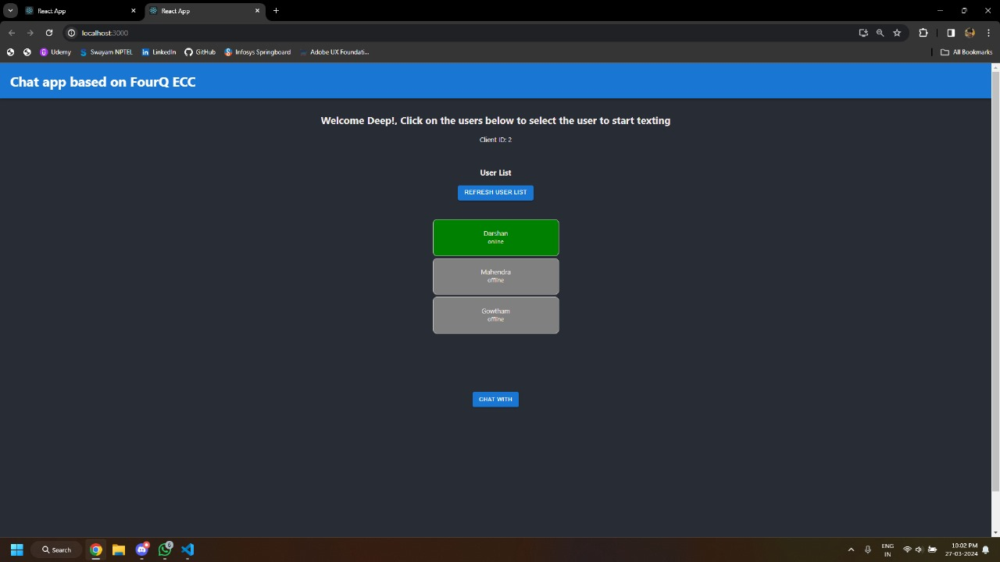 React App
React App
localhost:3000
Udemy
Swayam NPTEL
LinkedIn
GitHub
Infosys Springboard
Adobe UX Foundati...
All Bookmarks
Chat app based on FourQ ECC
Welcome Deep!, Click on the users below to select the user to start texting
Client ID: 2
User List
REFRESH USER LIST
Darshan
online
Mahendra
offline
Gowtham
offline
CHAT WITH
Search
6
ENG
IN
10:02 PM
27-03-2024